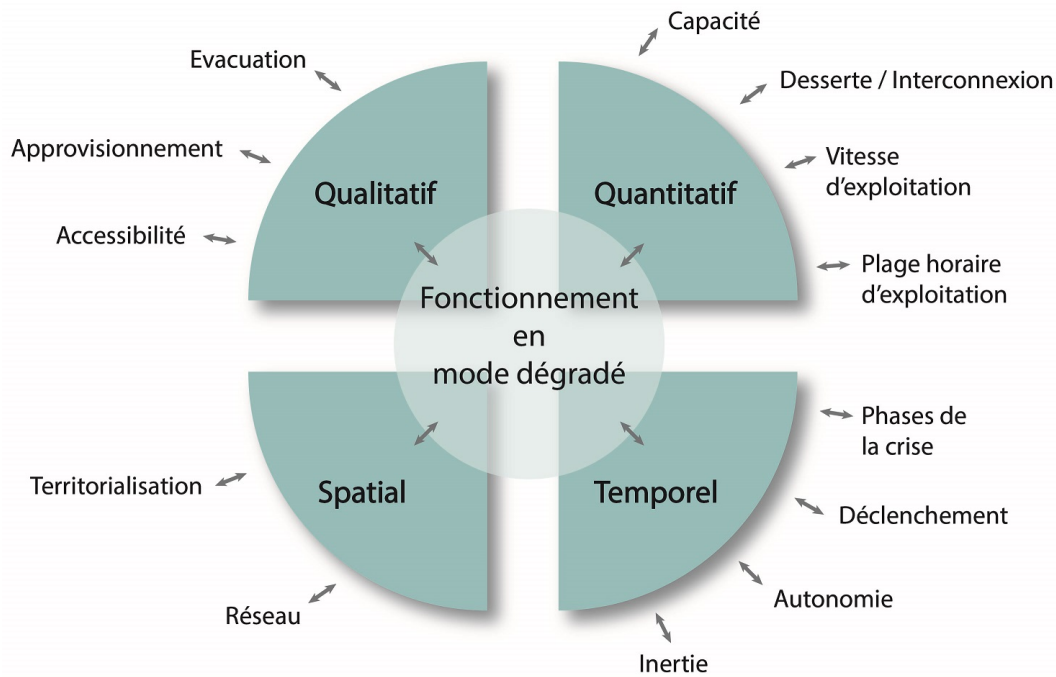 Capacité
Evacuation
Desserte / Interconnexion
Approvisionnement
Vitesse
d’exploitation
Qualitatif
Quantitatif
Accessibilité
Plage horaire
d’exploitation
Fonctionnement
en
mode dégradé
Phases de
la crise
Territorialisation
Spatial
Temporel
Déclenchement
Autonomie
Réseau
Inertie